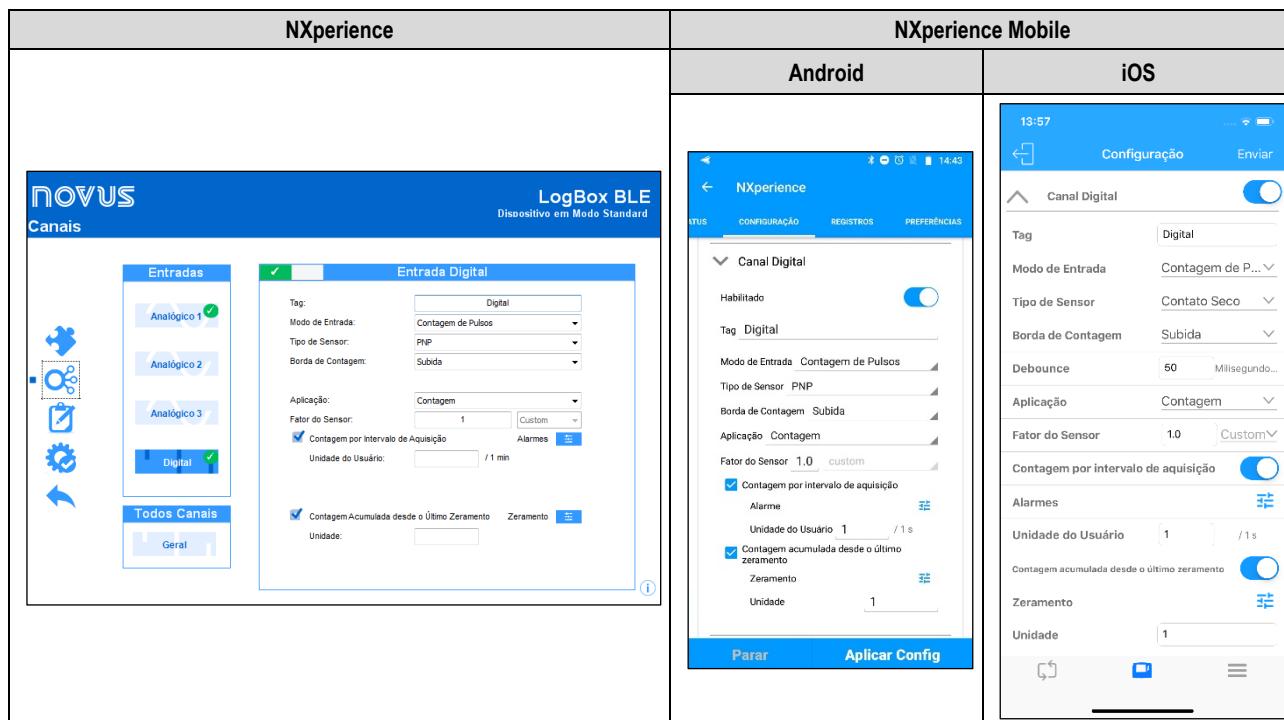 NXperience
NXperience Mobile
Android
iOS
NOVUS
LogBox BLE
Dispositivo em Modo Standard
Canais
Entradas
Analógico 1
Analógico 2
Analógico 3
Digital
Todos Canais
Geral
Entrada Digital
Tag: Digital
Modo de Entrada: Contagem de Pulsos
Tipo de Sensor: PNP
Borda de Contagem: Subida
Aplicação: Contagem
Fator do Sensor: 1 Custom
Contagem por Intervalo de Aquisição Alarmes
Unidade do Usuário: / 1 min
Contagem Acumulada desde o Último Zeramento Zeramento
Unidade:
14:43
NXperience
ATUS CONFIGURAÇÃO REGISTROS PREFERÊNCIAS
Canal Digital
Habilitado
Tag Digital
Modo de Entrada Contagem de Pulsos
Tipo de Sensor PNP
Borda de Contagem Subida
Aplicação Contagem
Fator do Sensor 1.0 custom
Contagem por intervalo de aquisição
Alarme
Unidade do Usuário 1 / 1 s
Contagem acumulada desde o último
zeramento
Zeramento
Unidade 1
Parar Aplicar Config
13:57
Configuração Enviar
Canal Digital
Tag Digital
Modo de Entrada Contagem de P...
Tipo de Sensor Contato Seco
Borda de Contagem Subida
Debounce 50 Milisegundo...
Aplicação Contagem
Fator do Sensor 1.0 Custom
Contagem por intervalo de aquisição
Alarmes
Unidade do Usuário 1 / 1 s
Contagem acumulada desde o último zeramento
Zeramento
Unidade 1